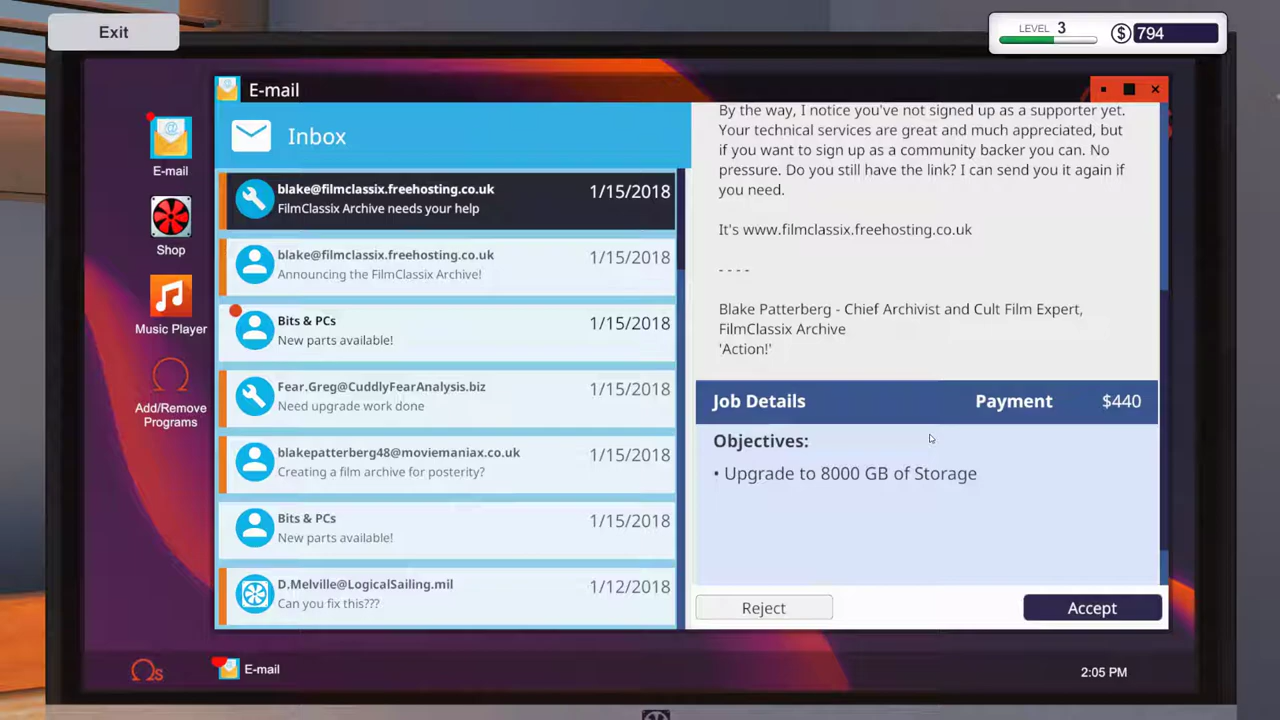 Exit
LEVEL 3
$ 794
E-mail
Shop
Music Player
Add/Remove
Programs
E-mail
Inbox
blake@filmclassix.freehosting.co.uk 1/15/2018
FilmClassix Archive needs your help
blake@filmclassix.freehosting.co.uk 1/15/2018
Announcing the FilmClassix Archive!
Bits & PCs 1/15/2018
New parts available!
Fear.Greg@CuddlyFearAnalysis.biz 1/15/2018
Need upgrade work done
blakepatterberg48@moviemaniax.co.uk 1/15/2018
Creating a film archive for posterity?
Bits & PCs 1/15/2018
New parts available!
D.Melville@LogicalSailing.mil 1/12/2018
Can you fix this???
By the way, I notice you've not signed up as a supporter yet.
Your technical services are great and much appreciated, but
if you want to sign up as a community backer you can. No
pressure. Do you still have the link? I can send you it again if
you need.
It's www.filmclassix.freehosting.co.uk
- - - -
Blake Patterberg - Chief Archivist and Cult Film Expert,
FilmClassix Archive
'Action!'
Job Details Payment $440
Objectives:
• Upgrade to 8000 GB of Storage
Reject Accept
Ωs E-mail 2:05 PM